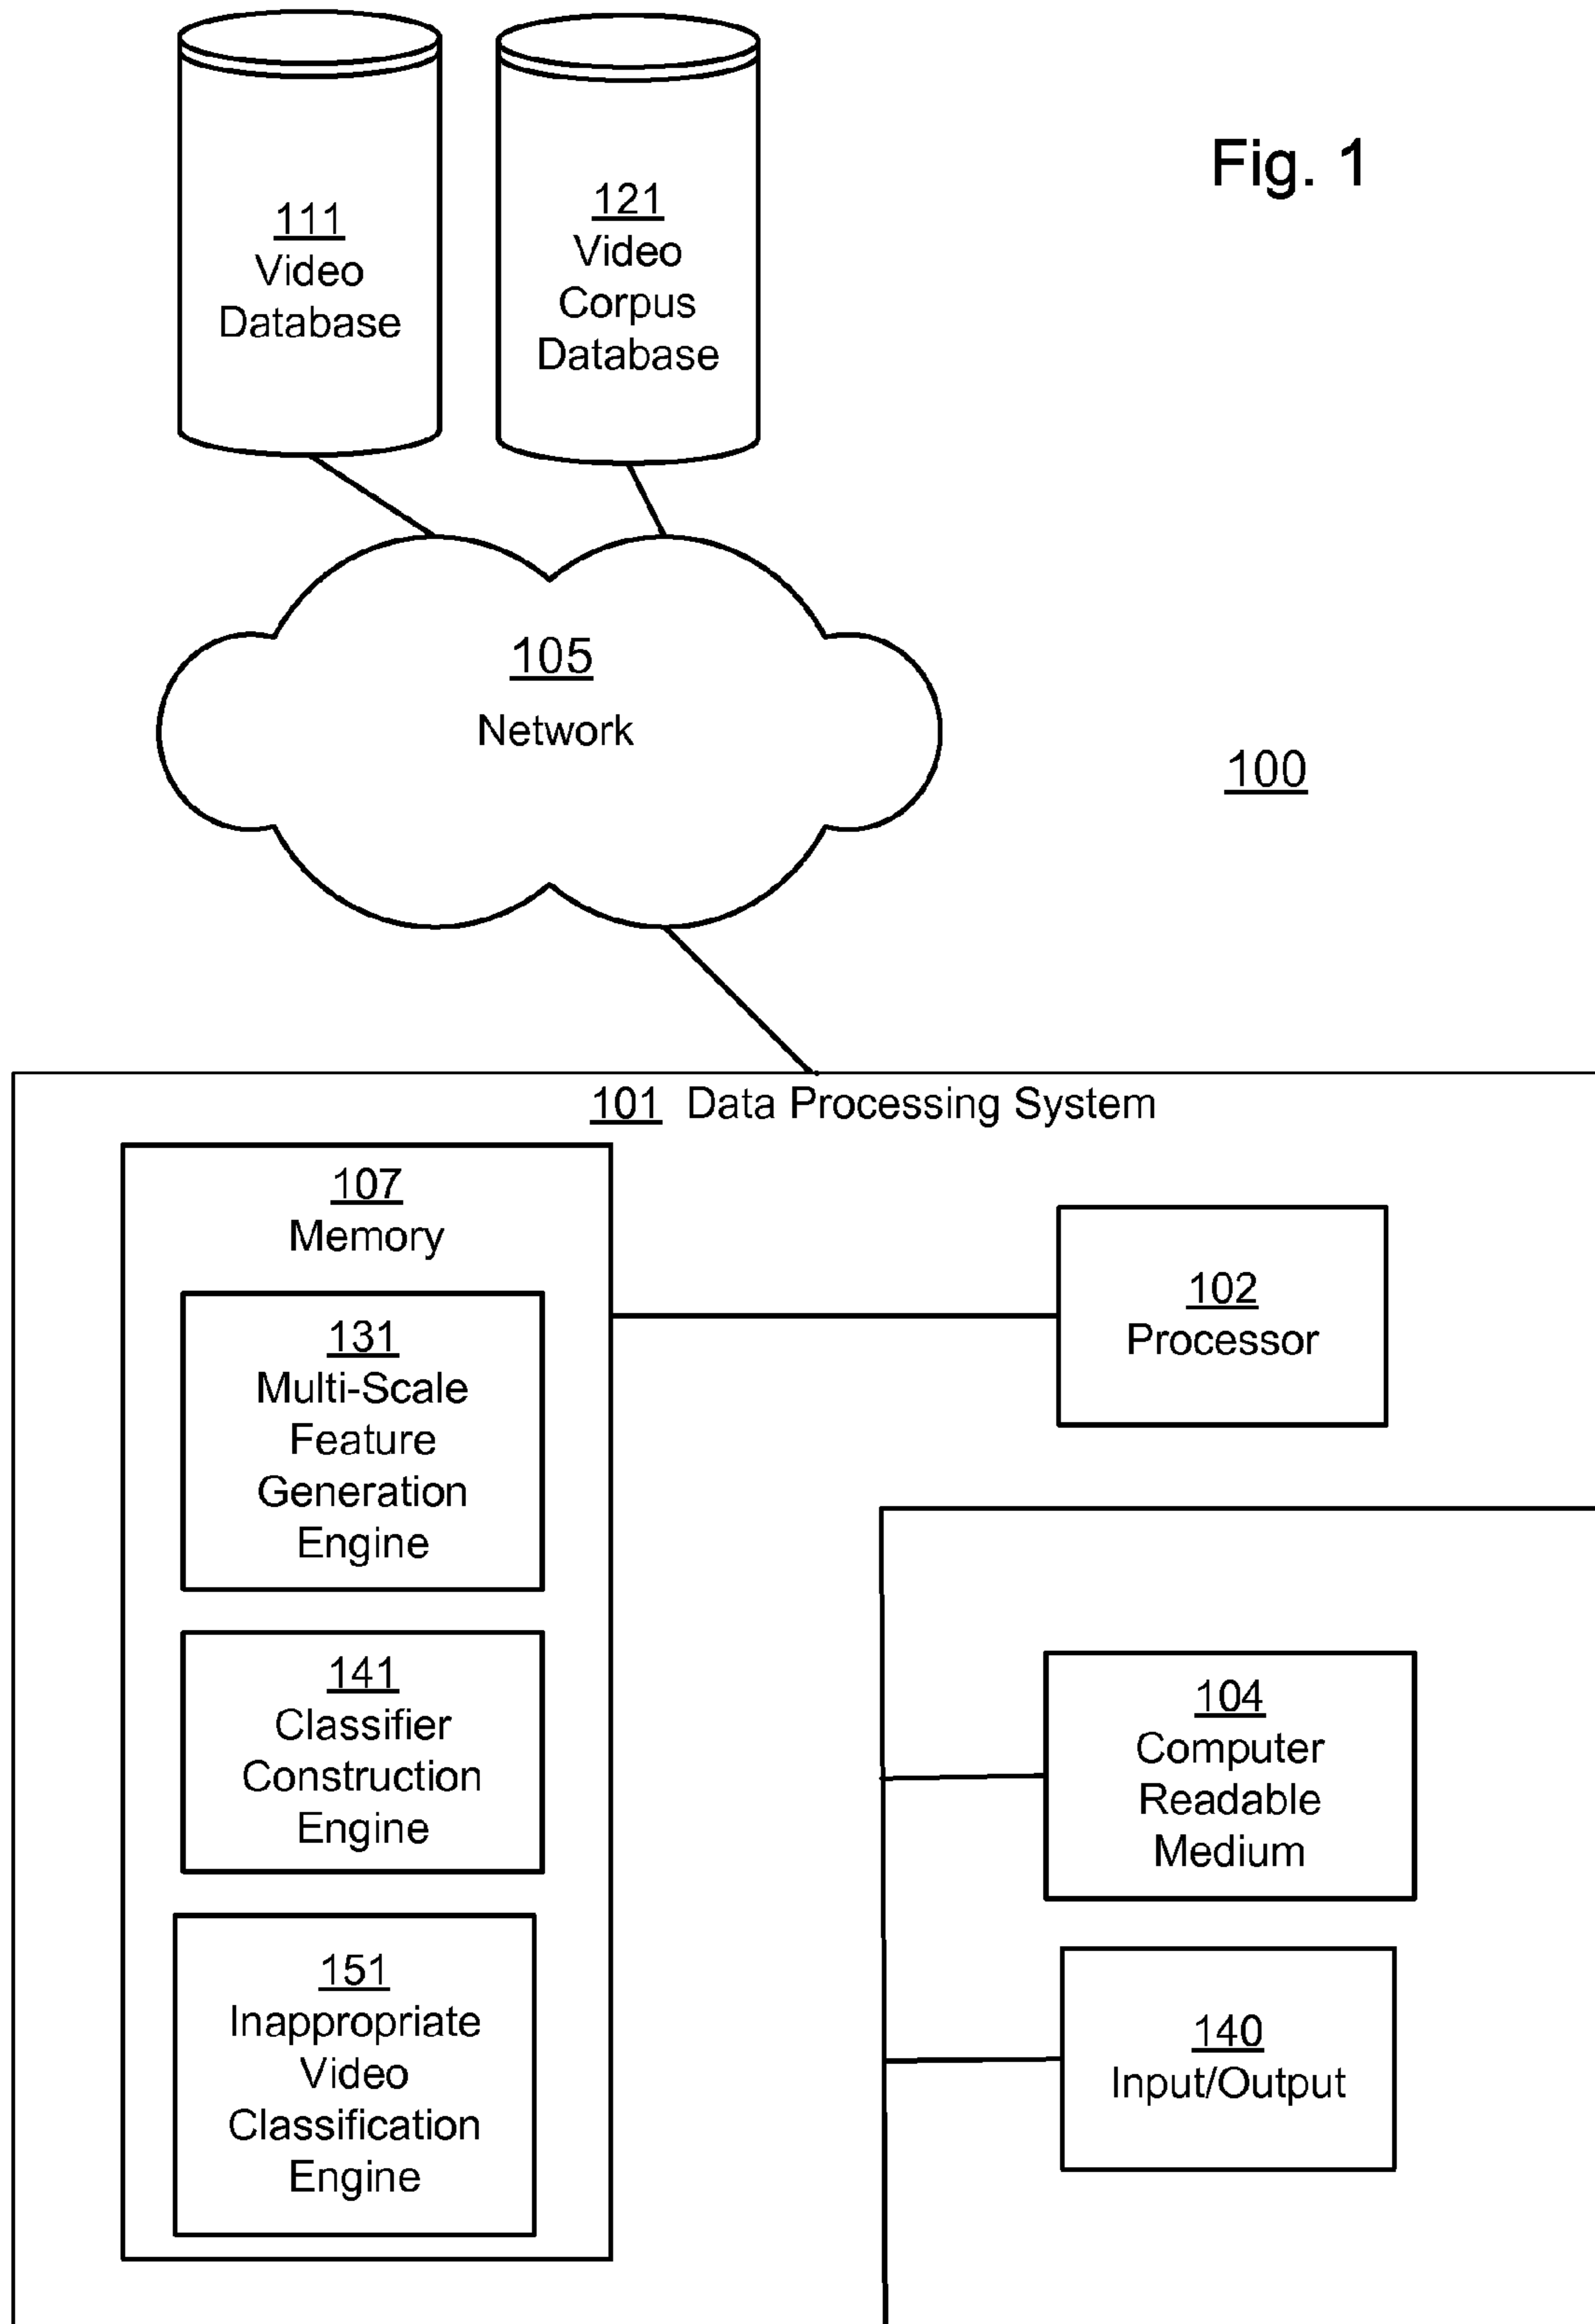 Fig. 1
111
Video
Database
121
Video
Corpus
Database
105
Network
100
101 Data Processing System
107
Memory
131
Multi-Scale
Feature
Generation
Engine
141
Classifier
Construction
Engine
151
Inappropriate
Video
Classification
Engine
102
Processor
104
Computer
Readable
Medium
140
Input/Output